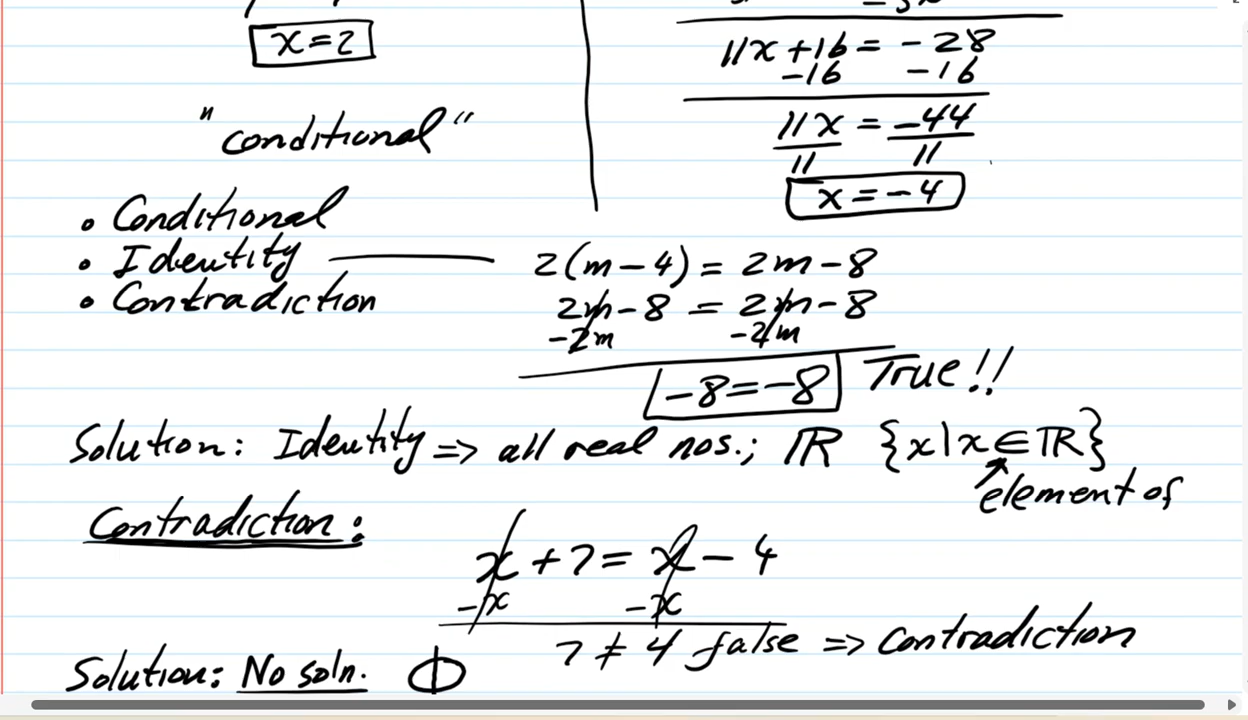 x=2
"conditional"
11x+16 = -28
-16 -16
11x = -44
11 11
x = -4
• Conditional
• Identity
• Contradiction
2(m-4) = 2m-8
2m-8 = 2m-8
-2m -2m
-8=-8 True!!
Solution: Identity => all real nos.; ℝ {x|x∈ℝ}
element of
Contradiction:
x+7= x-4
-x -x
7 ≠ 4 false => Contradiction
Solution: No soln. Φ